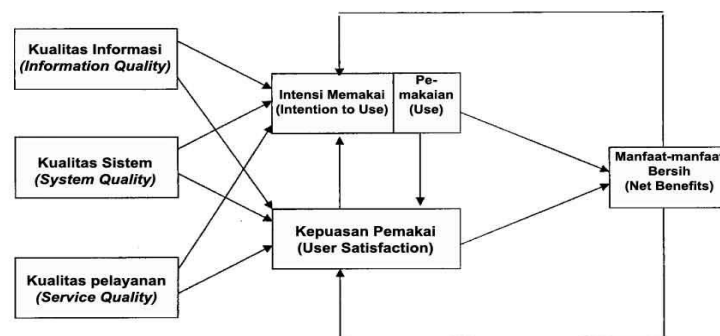 Kualitas Informasi
(Information Quality)
Kualitas Sistem
(System Quality)
Kualitas pelayanan
(Service Quality)
Intensi Memakai
(Intention to Use)
Pe-
makaian
(Use)
Kepuasan Pemakai
(User Satisfaction)
Manfaat-manfaat
Bersih
(Net Benefits)